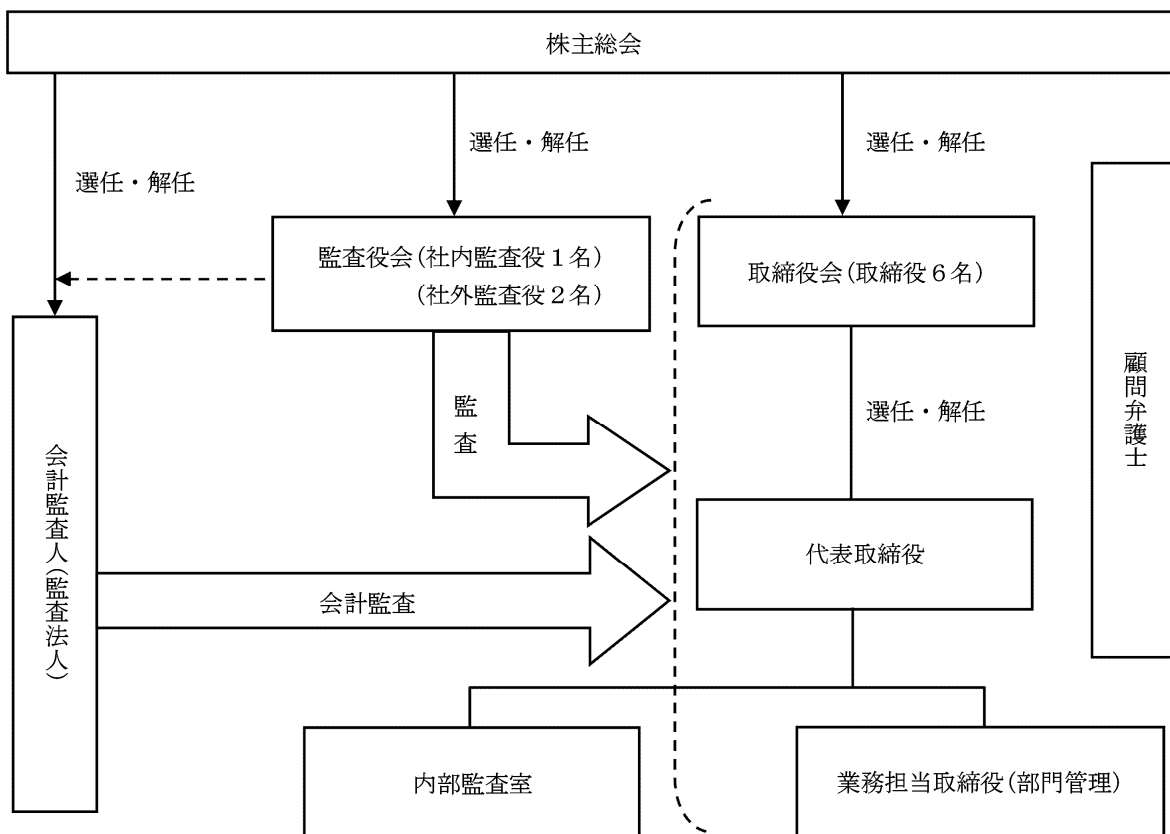 株主総会
選任・解任
選任・解任
選任・解任
監査役会(社内監査役1名)
(社外監査役2名)
取締役会(取締役6名)
顧問弁護士
監査
選任・解任
会計監査人(監査法人)
代表取締役
会計監査
内部監査室
業務担当取締役(部門管理)